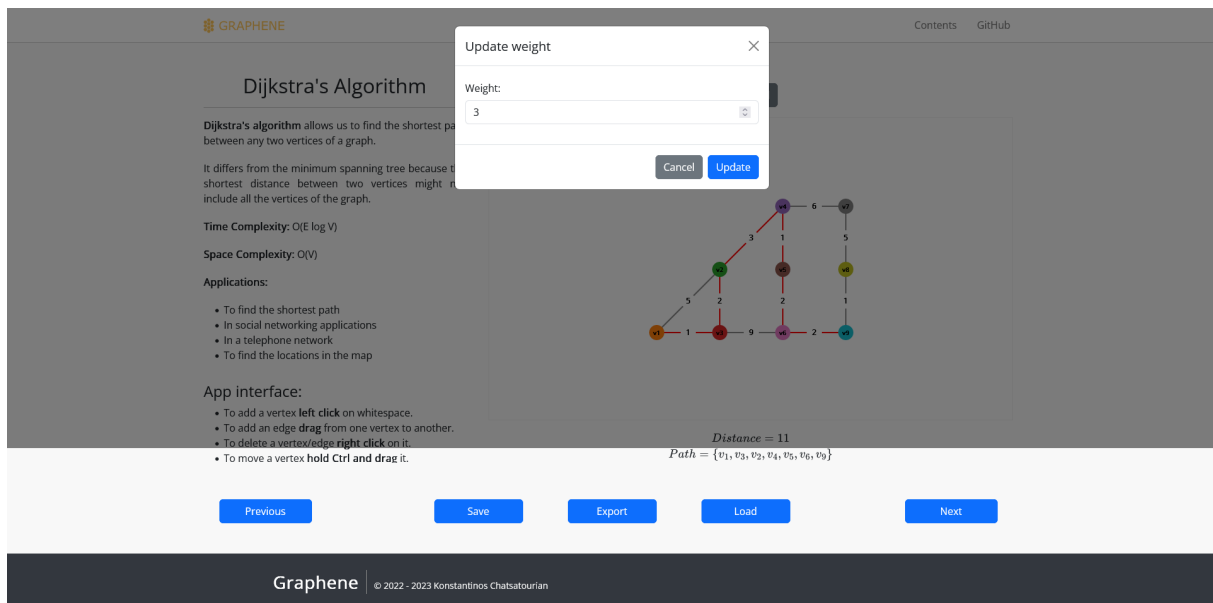 GRAPHENE
Contents GitHub
Update weight
Weight:
3
Cancel Update
Dijkstra's Algorithm
Dijkstra's algorithm allows us to find the shortest pa
between any two vertices of a graph.
It differs from the minimum spanning tree because t
shortest distance between two vertices might n
include all the vertices of the graph.
Time Complexity: O(E log V)
Space Complexity: O(V)
Applications:
• To find the shortest path
• In social networking applications
• In a telephone network
• To find the locations in the map
App interface:
• To add a vertex left click on whitespace.
• To add an edge drag from one vertex to another.
• To delete a vertex/edge right click on it.
• To move a vertex hold Ctrl and drag it.
v4 6 v7
3 1 5
v2 v5 v8
5 2 2 1
v1 1 v3 9 v6 2 v9
Distance = 11
Path = {v1, v3, v2, v4, v5, v6, v9}
Previous Save Export Load Next
Graphene © 2022 - 2023 Konstantinos Chatsatourian